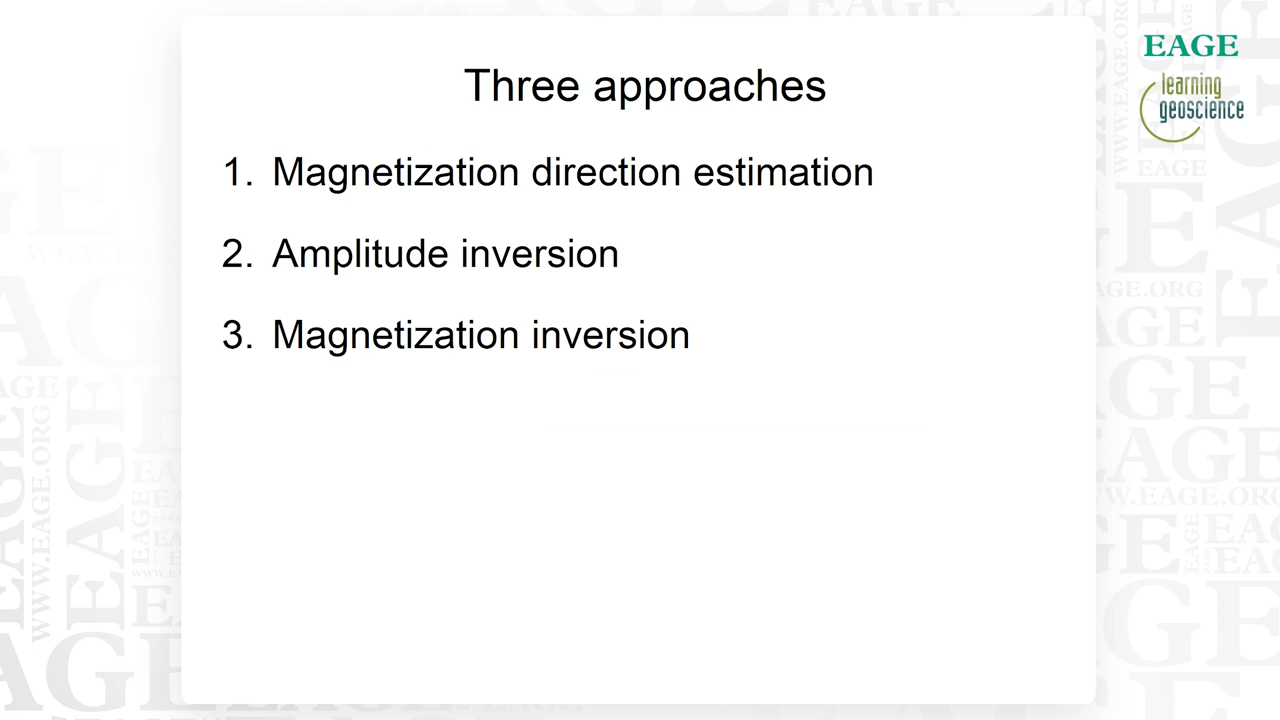 Three approaches
1. Magnetization direction estimation
2. Amplitude inversion
3. Magnetization inversion
EAGE
learning
geoscience